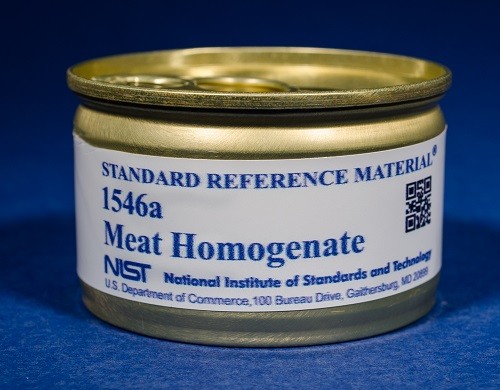 STANDARD REFERENCE MATERIAL®
1546a
Meat Homogenate
NIST National Institute of Standards and Technology
U.S. Department of Commerce, 100 Bureau Drive, Gaithersburg, MD 20899